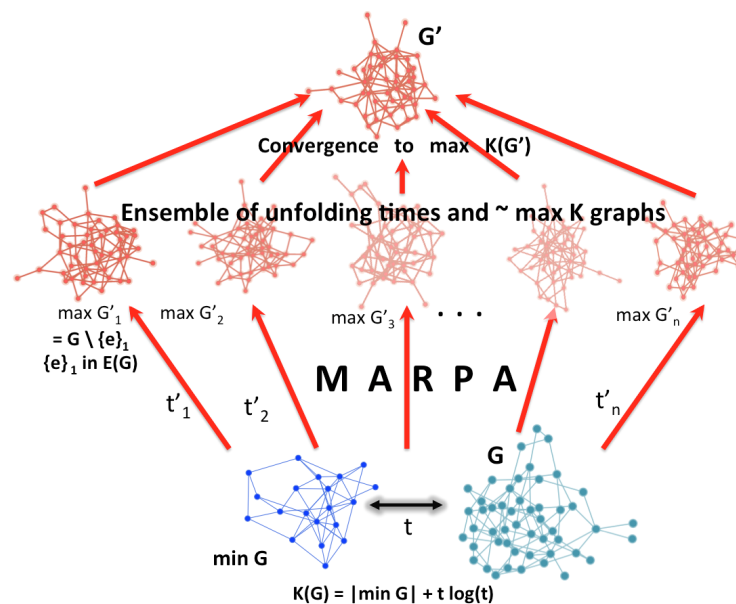 G’
Convergence to max K(G’)
Ensemble of unfolding times and ~ max K graphs
max G’1
max G’2
max G’3
. . .
max G’n
= G \ {e}1
{e}1 in E(G)
M A R P A
t’1
t’2
t’n
G
t
min G
K(G) = |min G| + t log(t)